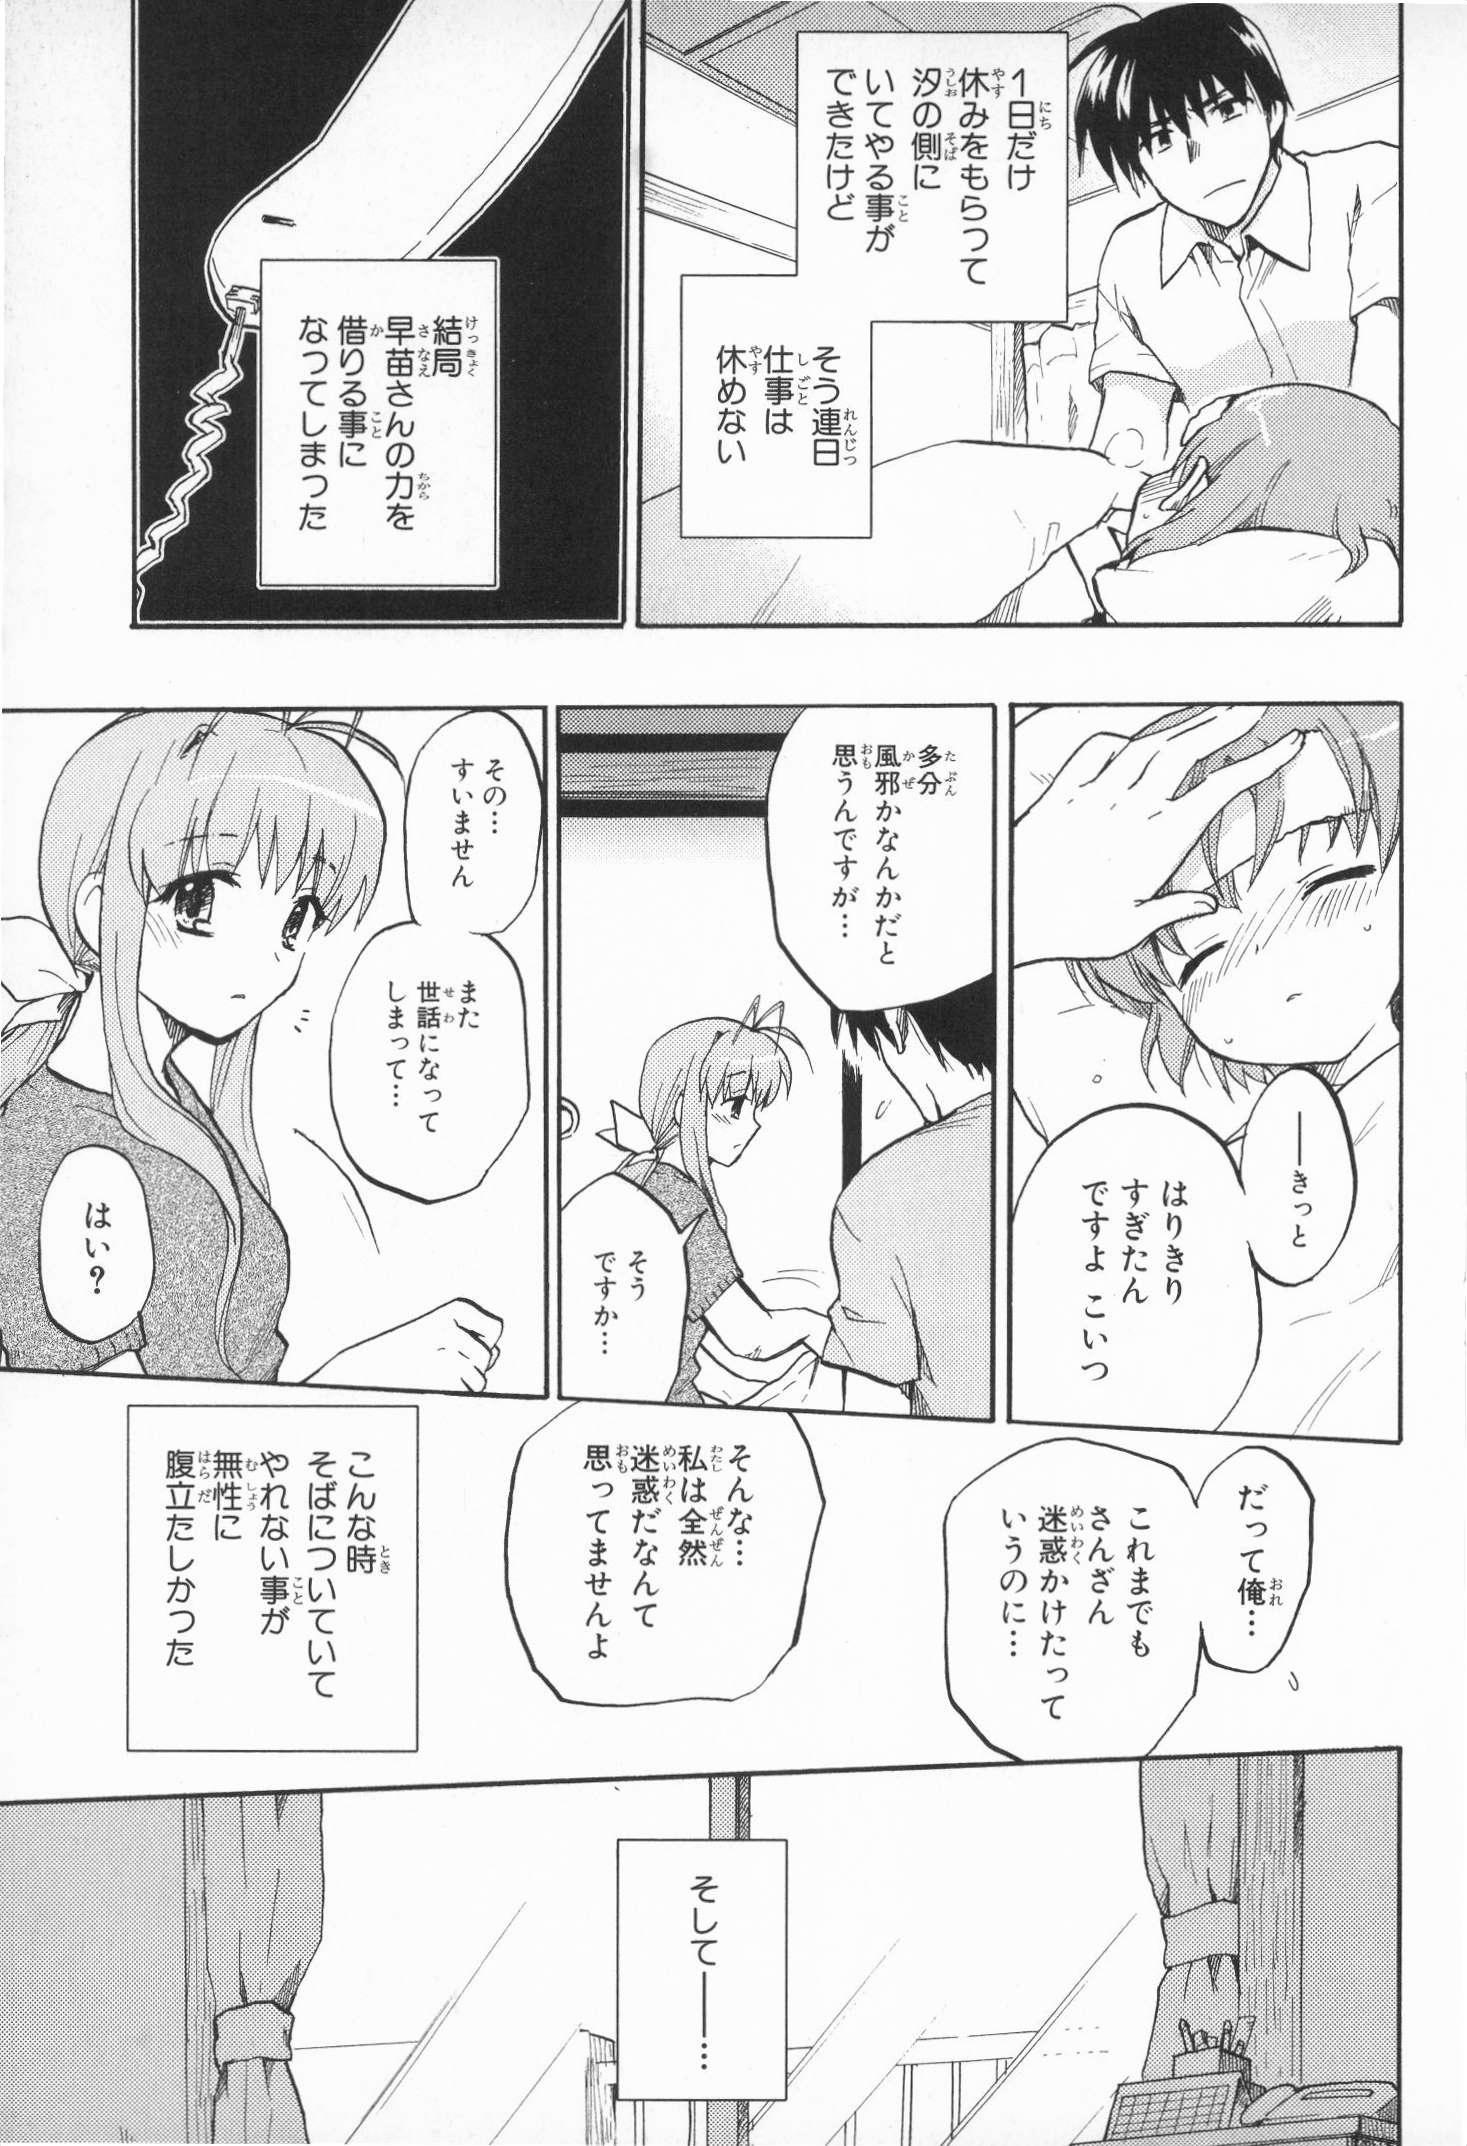 1日だけ
休みをもらって
汐の側に
いてやる事が
できたけど
そう連日
仕事は
休めない
結局
早苗さんの力を
借りる事に
なってしまった
――きっと
はりきり
すぎたん
ですよ こいつ
多分
風邪かなんかだと
思うんですが…
そう
ですか…
その…
すいません
また
世話になって
しまって…
はい?
だって俺…
これまでも
さんざん
迷惑かけたって
いうのに…
そんな…
私は全然
迷惑だなんて
思ってませんよ
こんな時
そばについていて
やれない事が
無性に
腹立たしかった
そして――…